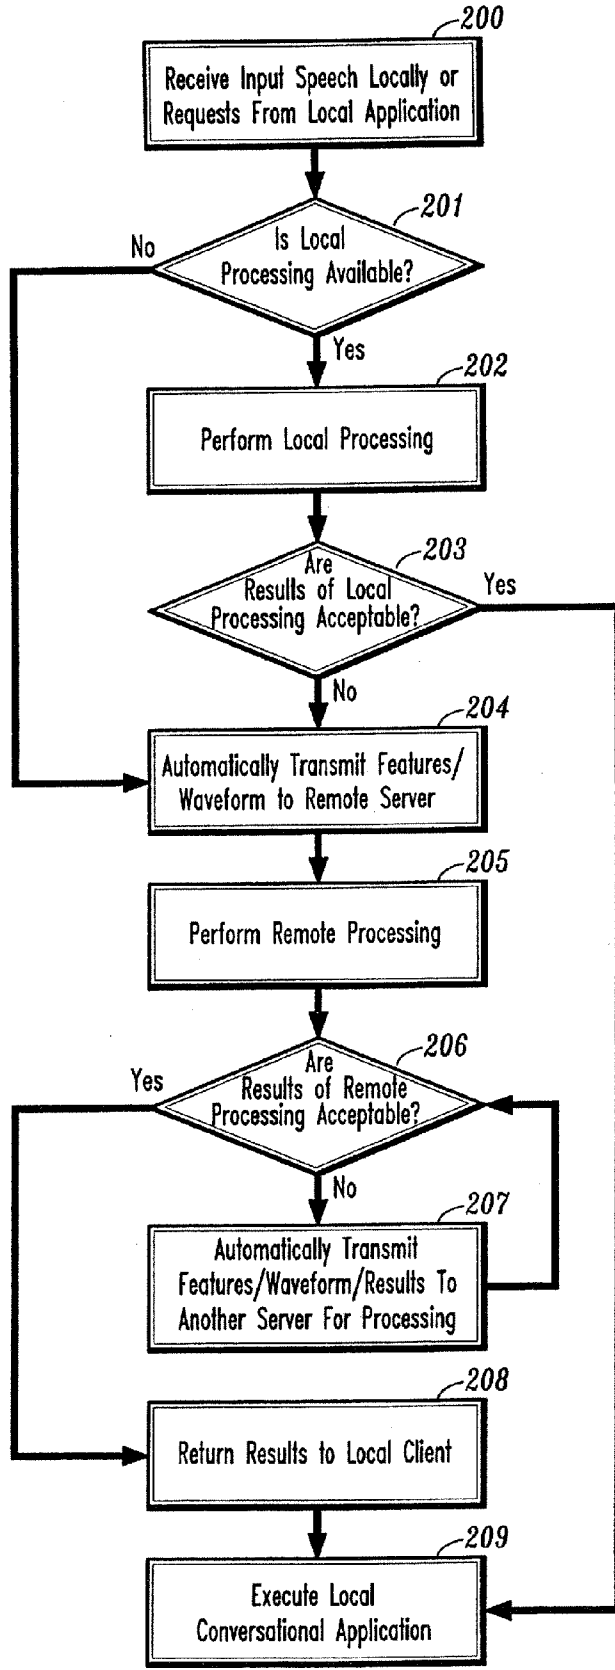 200
Receive Input Speech Locally or
Requests From Local Application
201
No
Is Local
Processing Available?
Yes
202
Perform Local Processing
203
Are
Results of Local
Processing Acceptable?
Yes
No
204
Automatically Transmit Features/
Waveform to Remote Server
205
Perform Remote Processing
206
Yes
Are
Results of Remote
Processing Acceptable?
No
207
Automatically Transmit
Features/Waveform/Results To
Another Server For Processing
208
Return Results to Local Client
209
Execute Local
Conversational Application